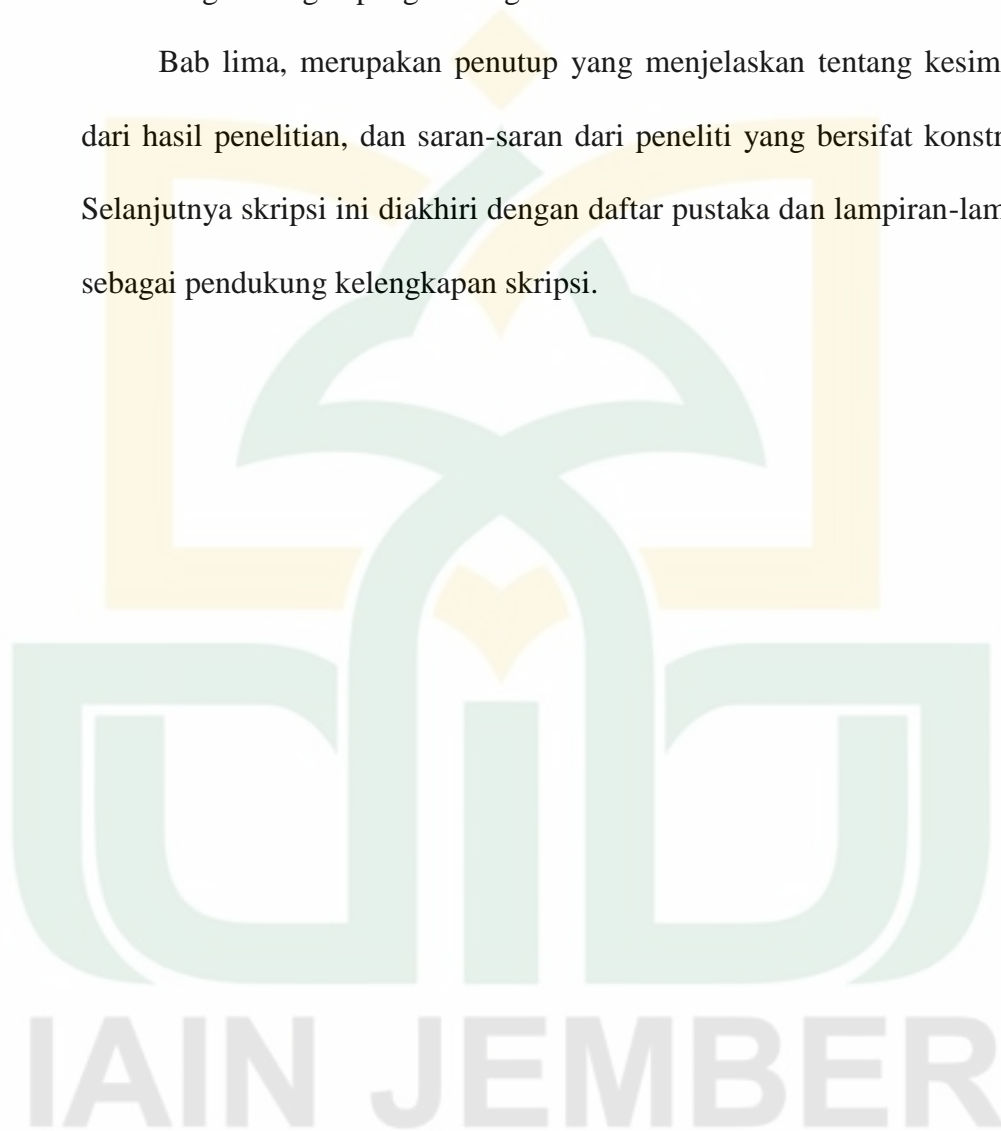 Bab lima, merupakan penutup yang menjelaskan tentang kesim
dari hasil penelitian, dan saran-saran dari peneliti yang bersifat konstr
Selanjutnya skripsi ini diakhiri dengan daftar pustaka dan lampiran-lam
sebagai pendukung kelengkapan skripsi.
IAIN JEMBER